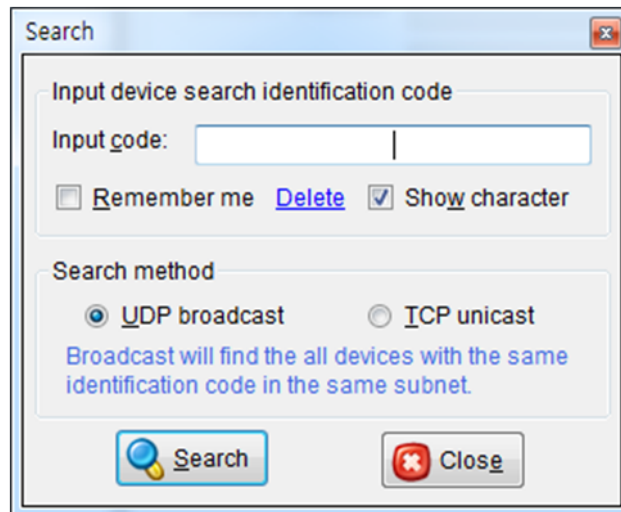 Search
Input device search identification code
Input code:
Remember me Delete Show character
Search method
UDP broadcast TCP unicast
Broadcast will find the all devices with the same
identification code in the same subnet.
Search Close